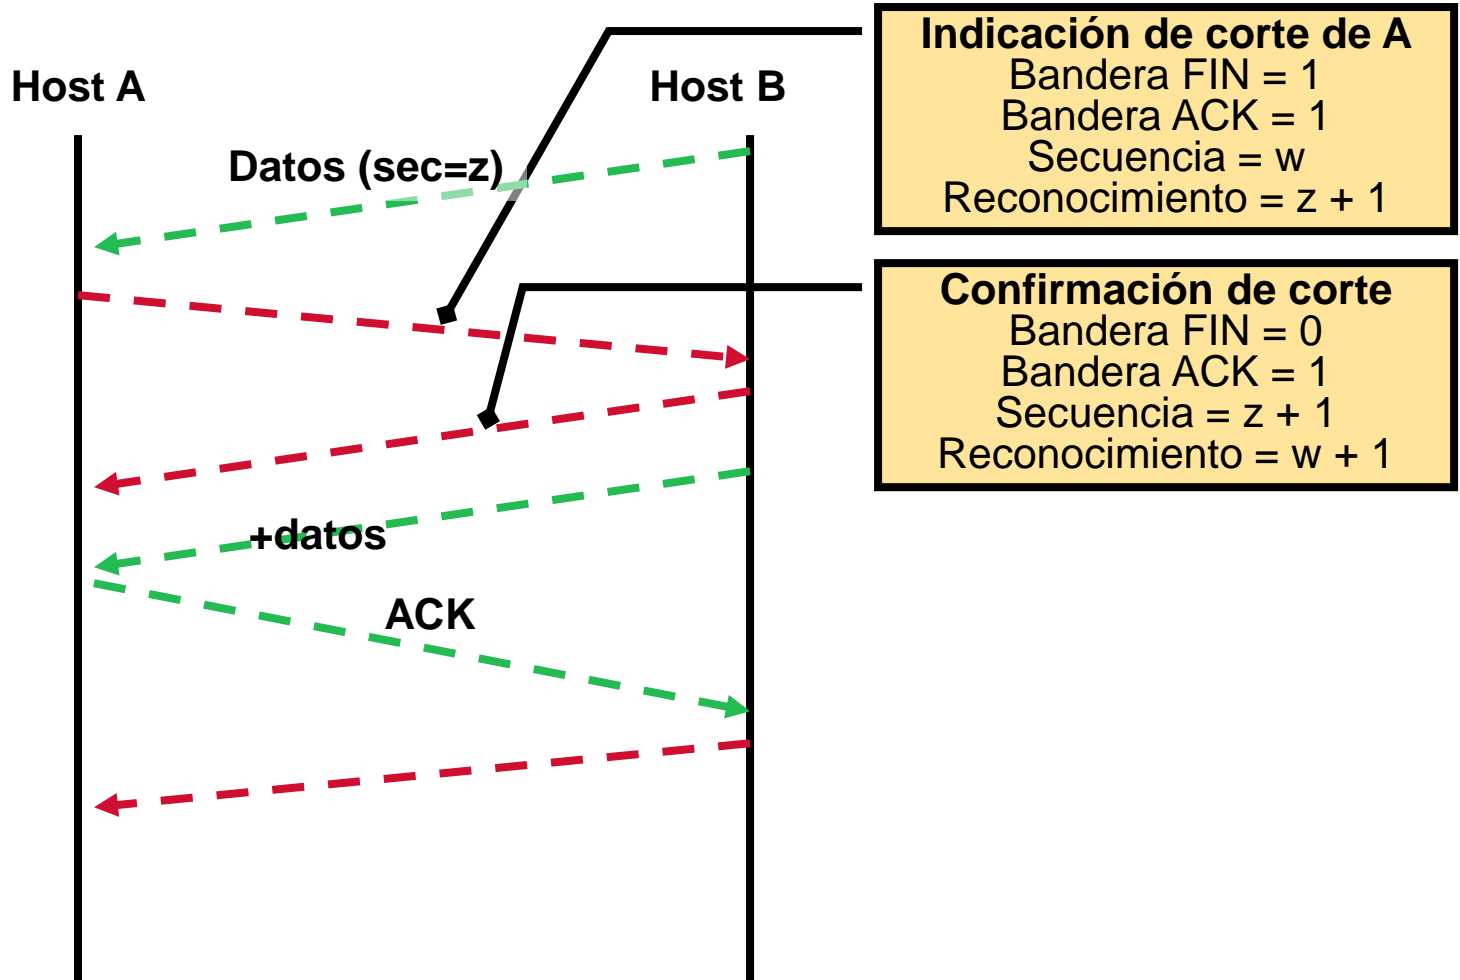 Host A
Host B
Datos (sec=z)
+datos
ACK
Indicación de corte de A
Bandera FIN = 1
Bandera ACK = 1
Secuencia = w
Reconocimiento = z + 1
Confirmación de corte
Bandera FIN = 0
Bandera ACK = 1
Secuencia = z + 1
Reconocimiento = w + 1